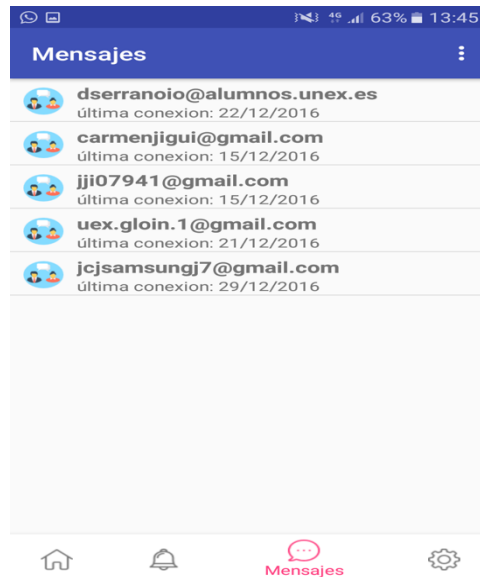 4G 63% 13:45
Mensajes
dserranoio@alumnos.unex.es
última conexion: 22/12/2016
carmenjigui@gmail.com
última conexion: 15/12/2016
jji07941@gmail.com
última conexion: 15/12/2016
uex.gloin.1@gmail.com
última conexion: 21/12/2016
jcjsamsungj7@gmail.com
última conexion: 29/12/2016
Mensajes